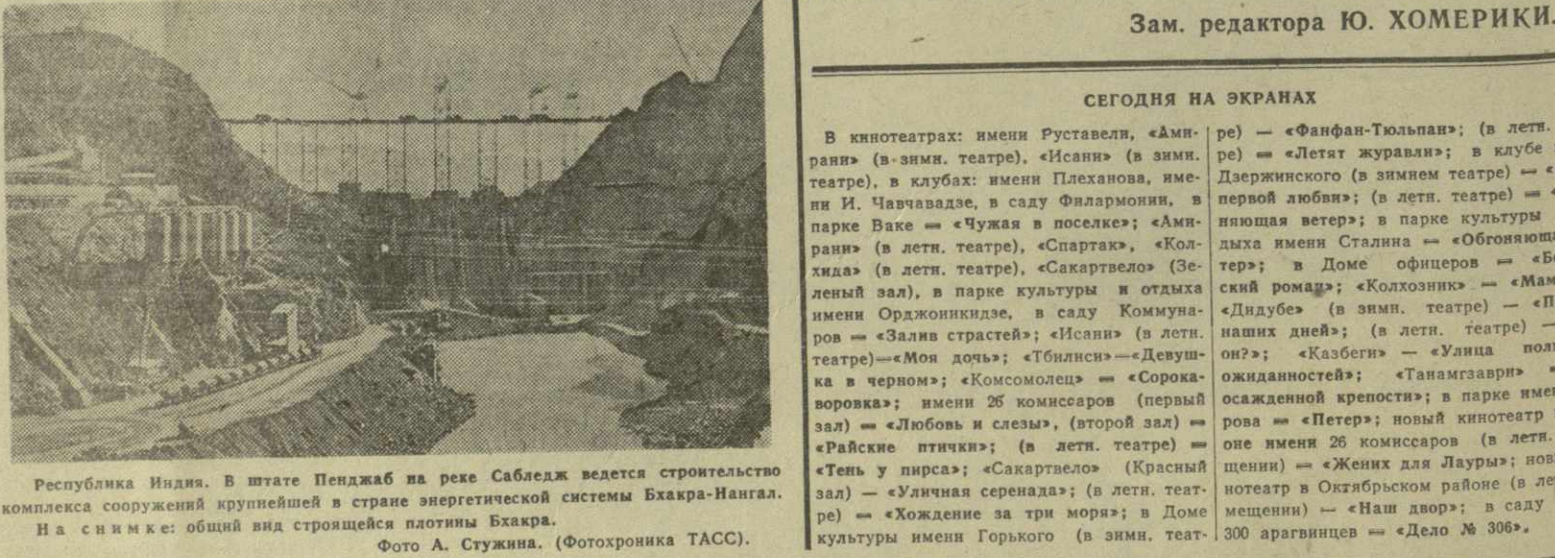 Республика Индия. В штате Пенджаб на реке Сабледж ведется строительство
комплекса сооружений крупнейшей в стране энергетической системы Бхакра-Нангал.
На снимке: общий вид строящейся плотины Бхакра.
Фото А. Стужина. (Фотохроника ТАСС).
Зам. редактора Ю. ХОМЕРИКИ.
СЕГОДНЯ НА ЭКРАНАХ
В кинотеатрах: имени Руставели, «Ами-
рани» (в зимн. театре), «Исани» (в зимн.
театре), в клубах: имени Плеханова, име-
ни И. Чавчавадзе, в саду Филармонии, в
парке Ваке — «Чужая в поселке»; «Ами-
рани» (в летн. театре), «Спартак», «Кол-
хида» (в летн. театре), «Сакартвело» (Зе-
леный зал), в парке культуры и отдыха
имени Орджоникидзе, в саду Коммуна-
ров — «Залив страстей»; «Исани» (в летн.
театре)—«Моя дочь»; «Тбилиси»—«Девуш-
ка в черном»; «Комсомолец» — «Сорока-
воровка»; имени 26 комиссаров (первый
зал) — «Любовь и слезы», (второй зал) —
«Райские птички»; (в летн. театре) —
«Тень у пирса»; «Сакартвело» (Красный
зал) — «Уличная серенада»; (в летн. теат-
ре) — «Хождение за три моря»; в Доме
культуры имени Горького (в зимн. теат-
ре) — «Фанфан-Тюльпан»; (в летн.
ре) — «Летят журавли»; в клубе
Дзержинского (в зимнем театре) — «
первой любви»; (в летн. театре) — «
няющая ветер»; в парке культуры
дыха имени Сталина — «Обгоняющ
тер»; в Доме офицеров — «Б
ский роман»; «Колхозник» — «Мам
«Дидубе» (в зимн. театре) — «П
наших дней»; (в летн. театре) —
он?»; «Казбеги» — «Улица пол
ожиданностей»; «Танамгзаври»
осажденной крепости»; в парке имен
рова — «Петер»; новый кинотеатр
оне имени 26 комиссаров (в летн.
щении) — «Жених для Лауры»; нов
нотеатр в Октябрьском районе (в ле
мещении) — «Наш двор»; в саду
300 арагвинцев — «Дело № 306».